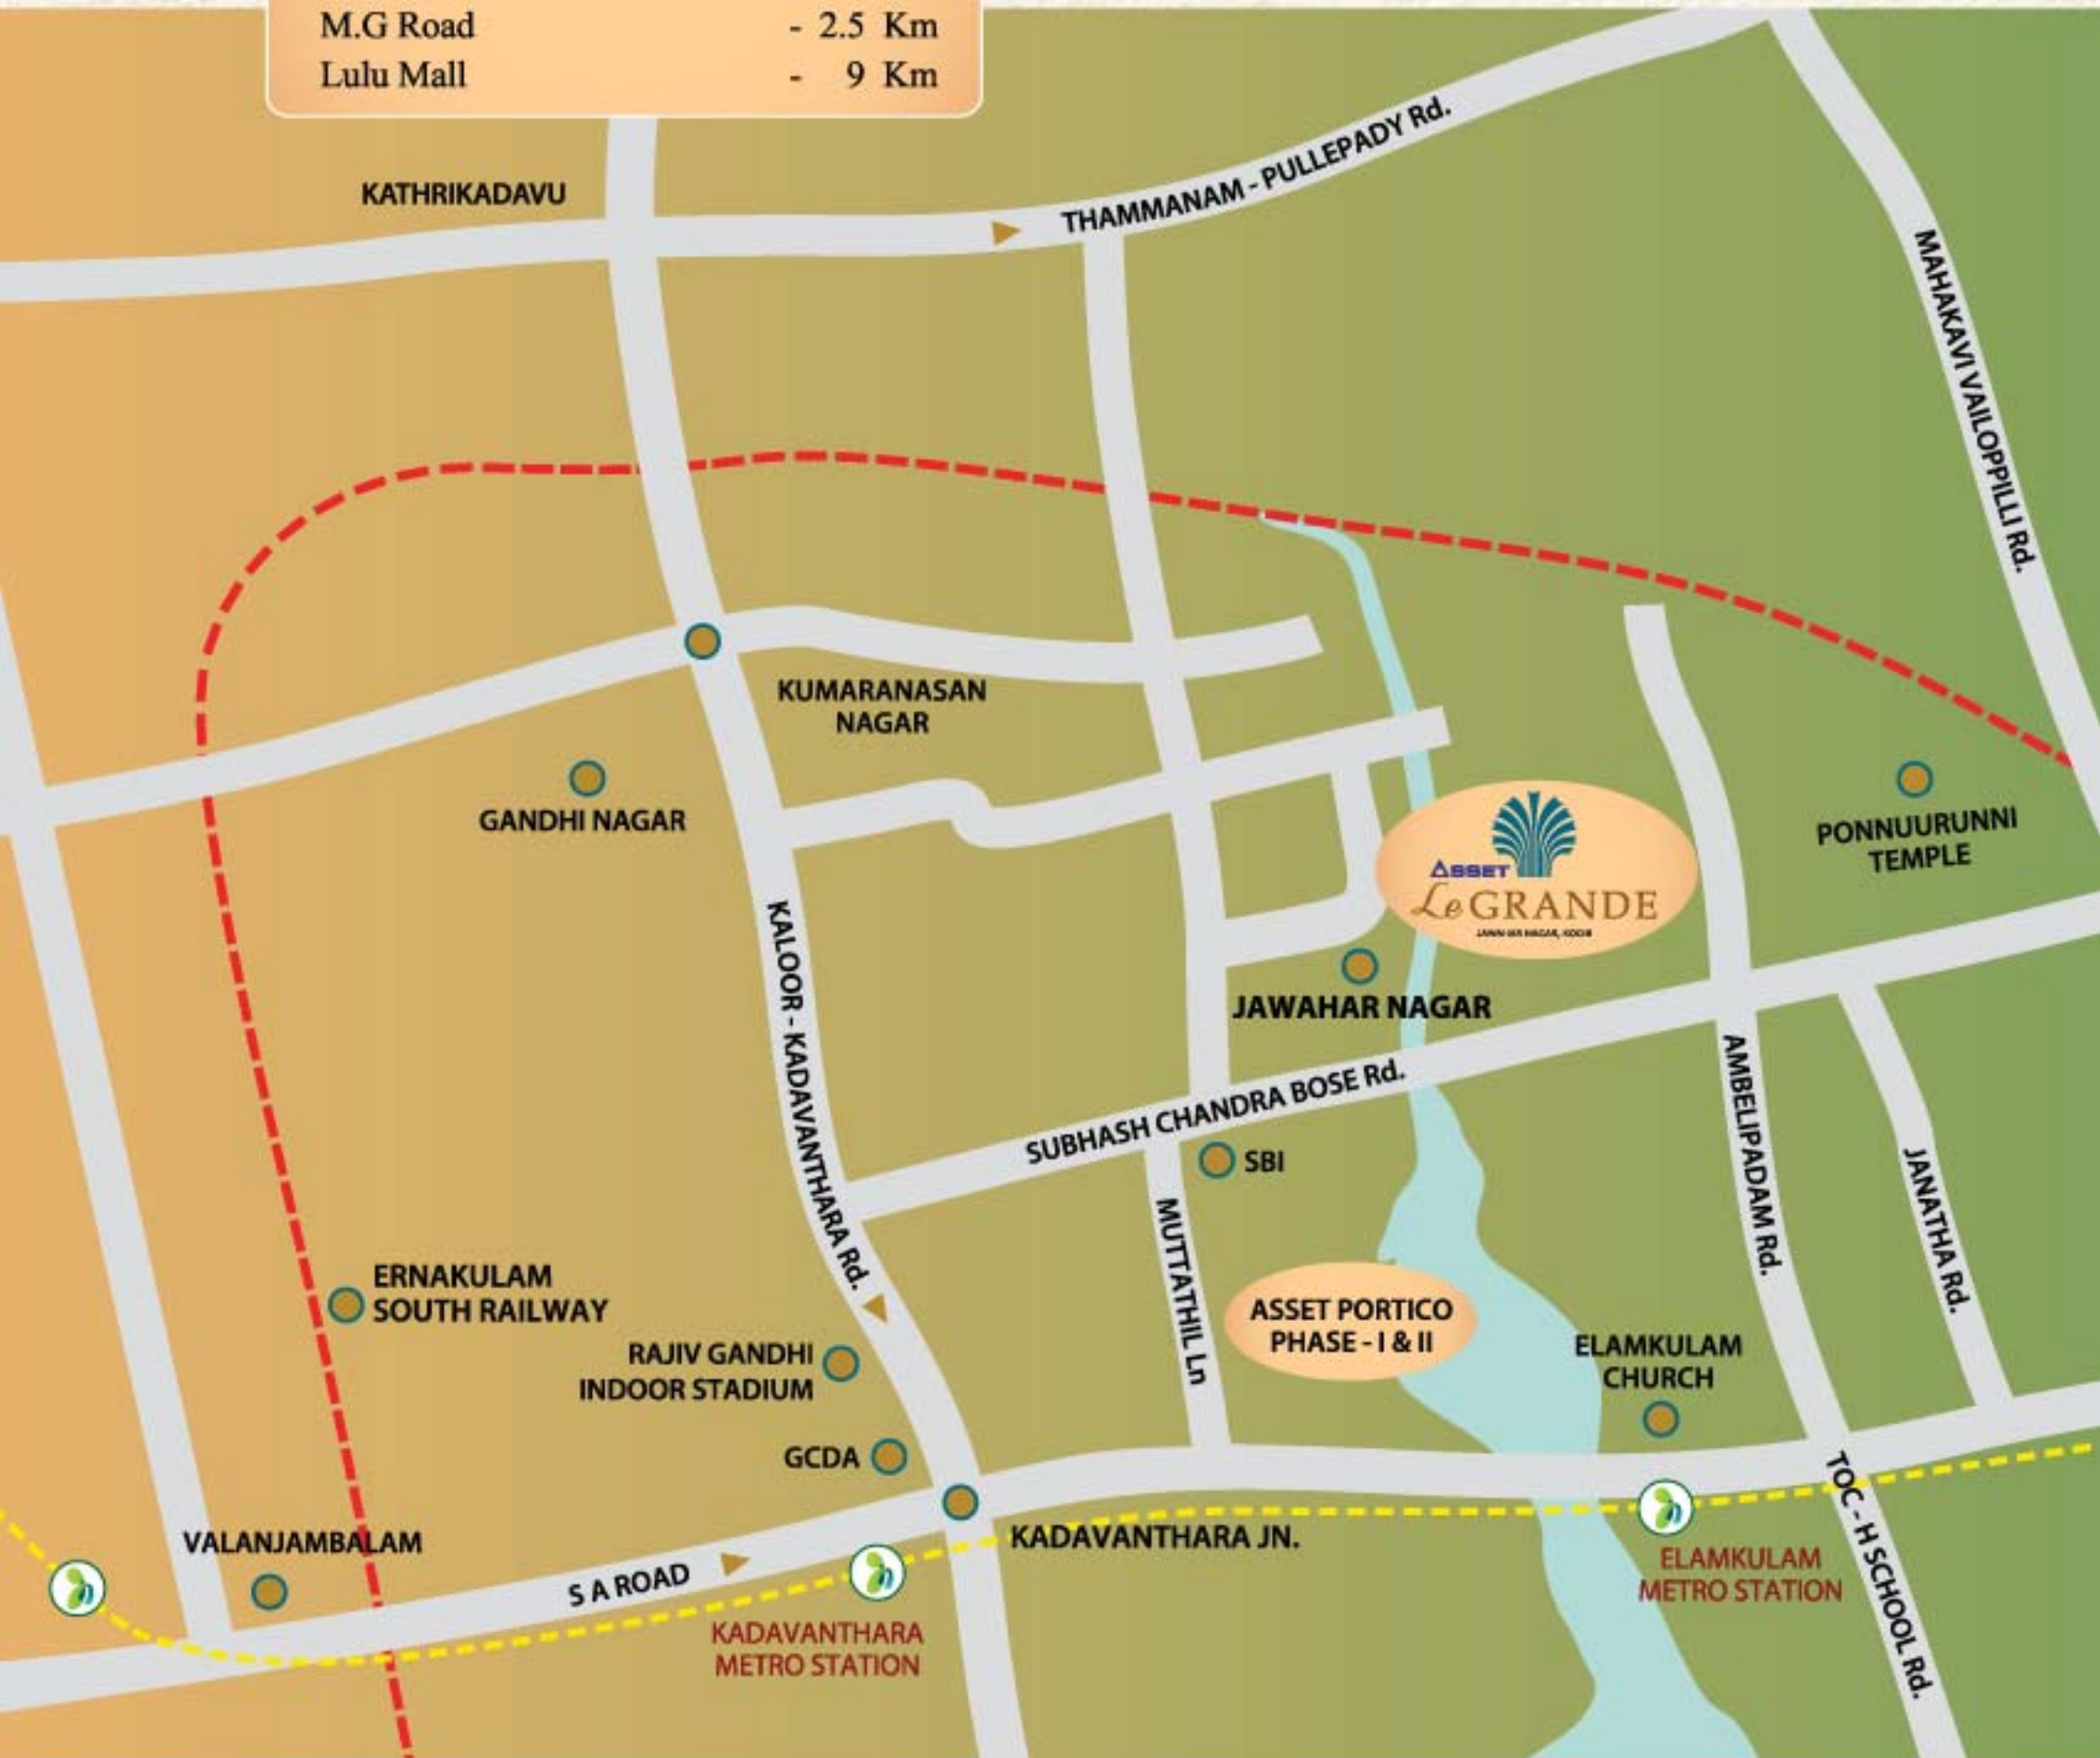 M.G Road - 2.5 Km
Lulu Mall - 9 Km
KATHRIKADAVU
THAMMANAM - PULLEPADY Rd.
MAHAKAVI VAILOPPILLI Rd.
KUMARANASAN
NAGAR
GANDHI NAGAR
PONNUURUNNI
TEMPLE
ASSET
Le GRANDE
JAWAHAR NAGAR, KOCHI
JAWAHAR NAGAR
KALOOR - KADAVANTHARA Rd.
SUBHASH CHANDRA BOSE Rd.
SBI
AMBELIPADAM Rd.
JANATHA Rd.
MUTTATHIL Ln
ERNAKULAM
SOUTH RAILWAY
ASSET PORTICO
PHASE - I & II
RAJIV GANDHI
INDOOR STADIUM
ELAMKULAM
CHURCH
GCDA
KADAVANTHARA JN.
VALANJAMBALAM
S A ROAD
TOC - H SCHOOL Rd.
ELAMKULAM
METRO STATION
KADAVANTHARA
METRO STATION